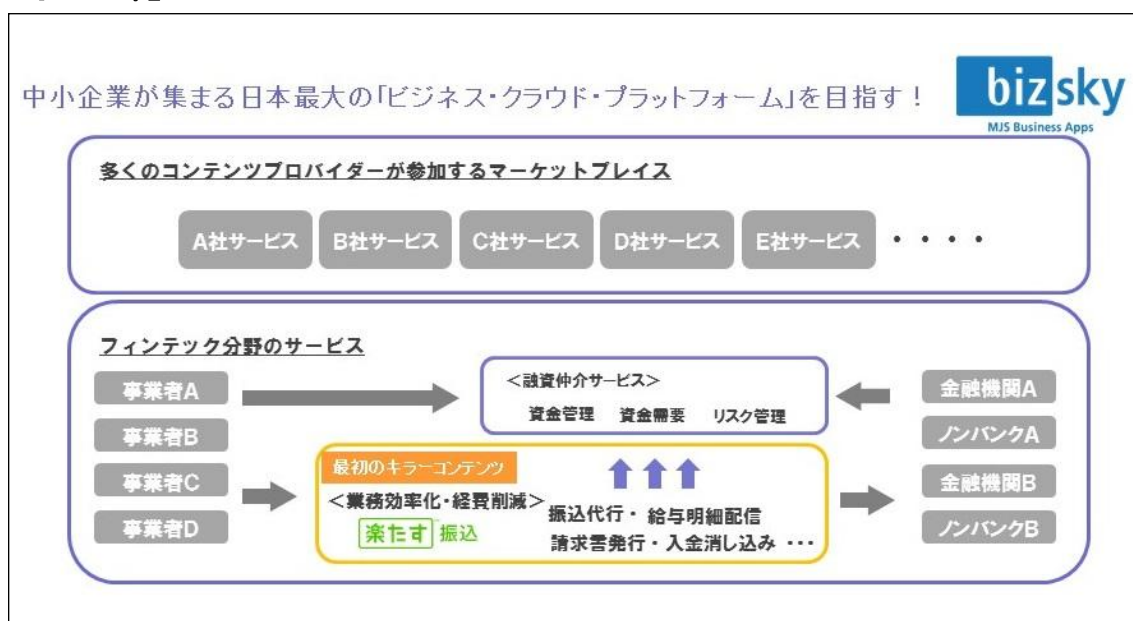 中小企業が集まる日本最大の「ビジネス・クラウド・プラットフォーム」を目指す！
bizsky
MJS Business Apps
多くのコンテンツプロバイダーが参加するマーケットプレイス
A社サービス
B社サービス
C社サービス
D社サービス
E社サービス
・・・・
フィンテック分野のサービス
事業者A
事業者B
事業者C
事業者D
＜融資仲介サービス＞
資金管理 資金需要 リスク管理
最初のキラーコンテンツ
＜業務効率化・経費削減＞
楽たす 振込
振込代行・ 給与明細配信
請求書発行・入金消し込み ・・・
金融機関A
ノンバンクA
金融機関B
ノンバンクB